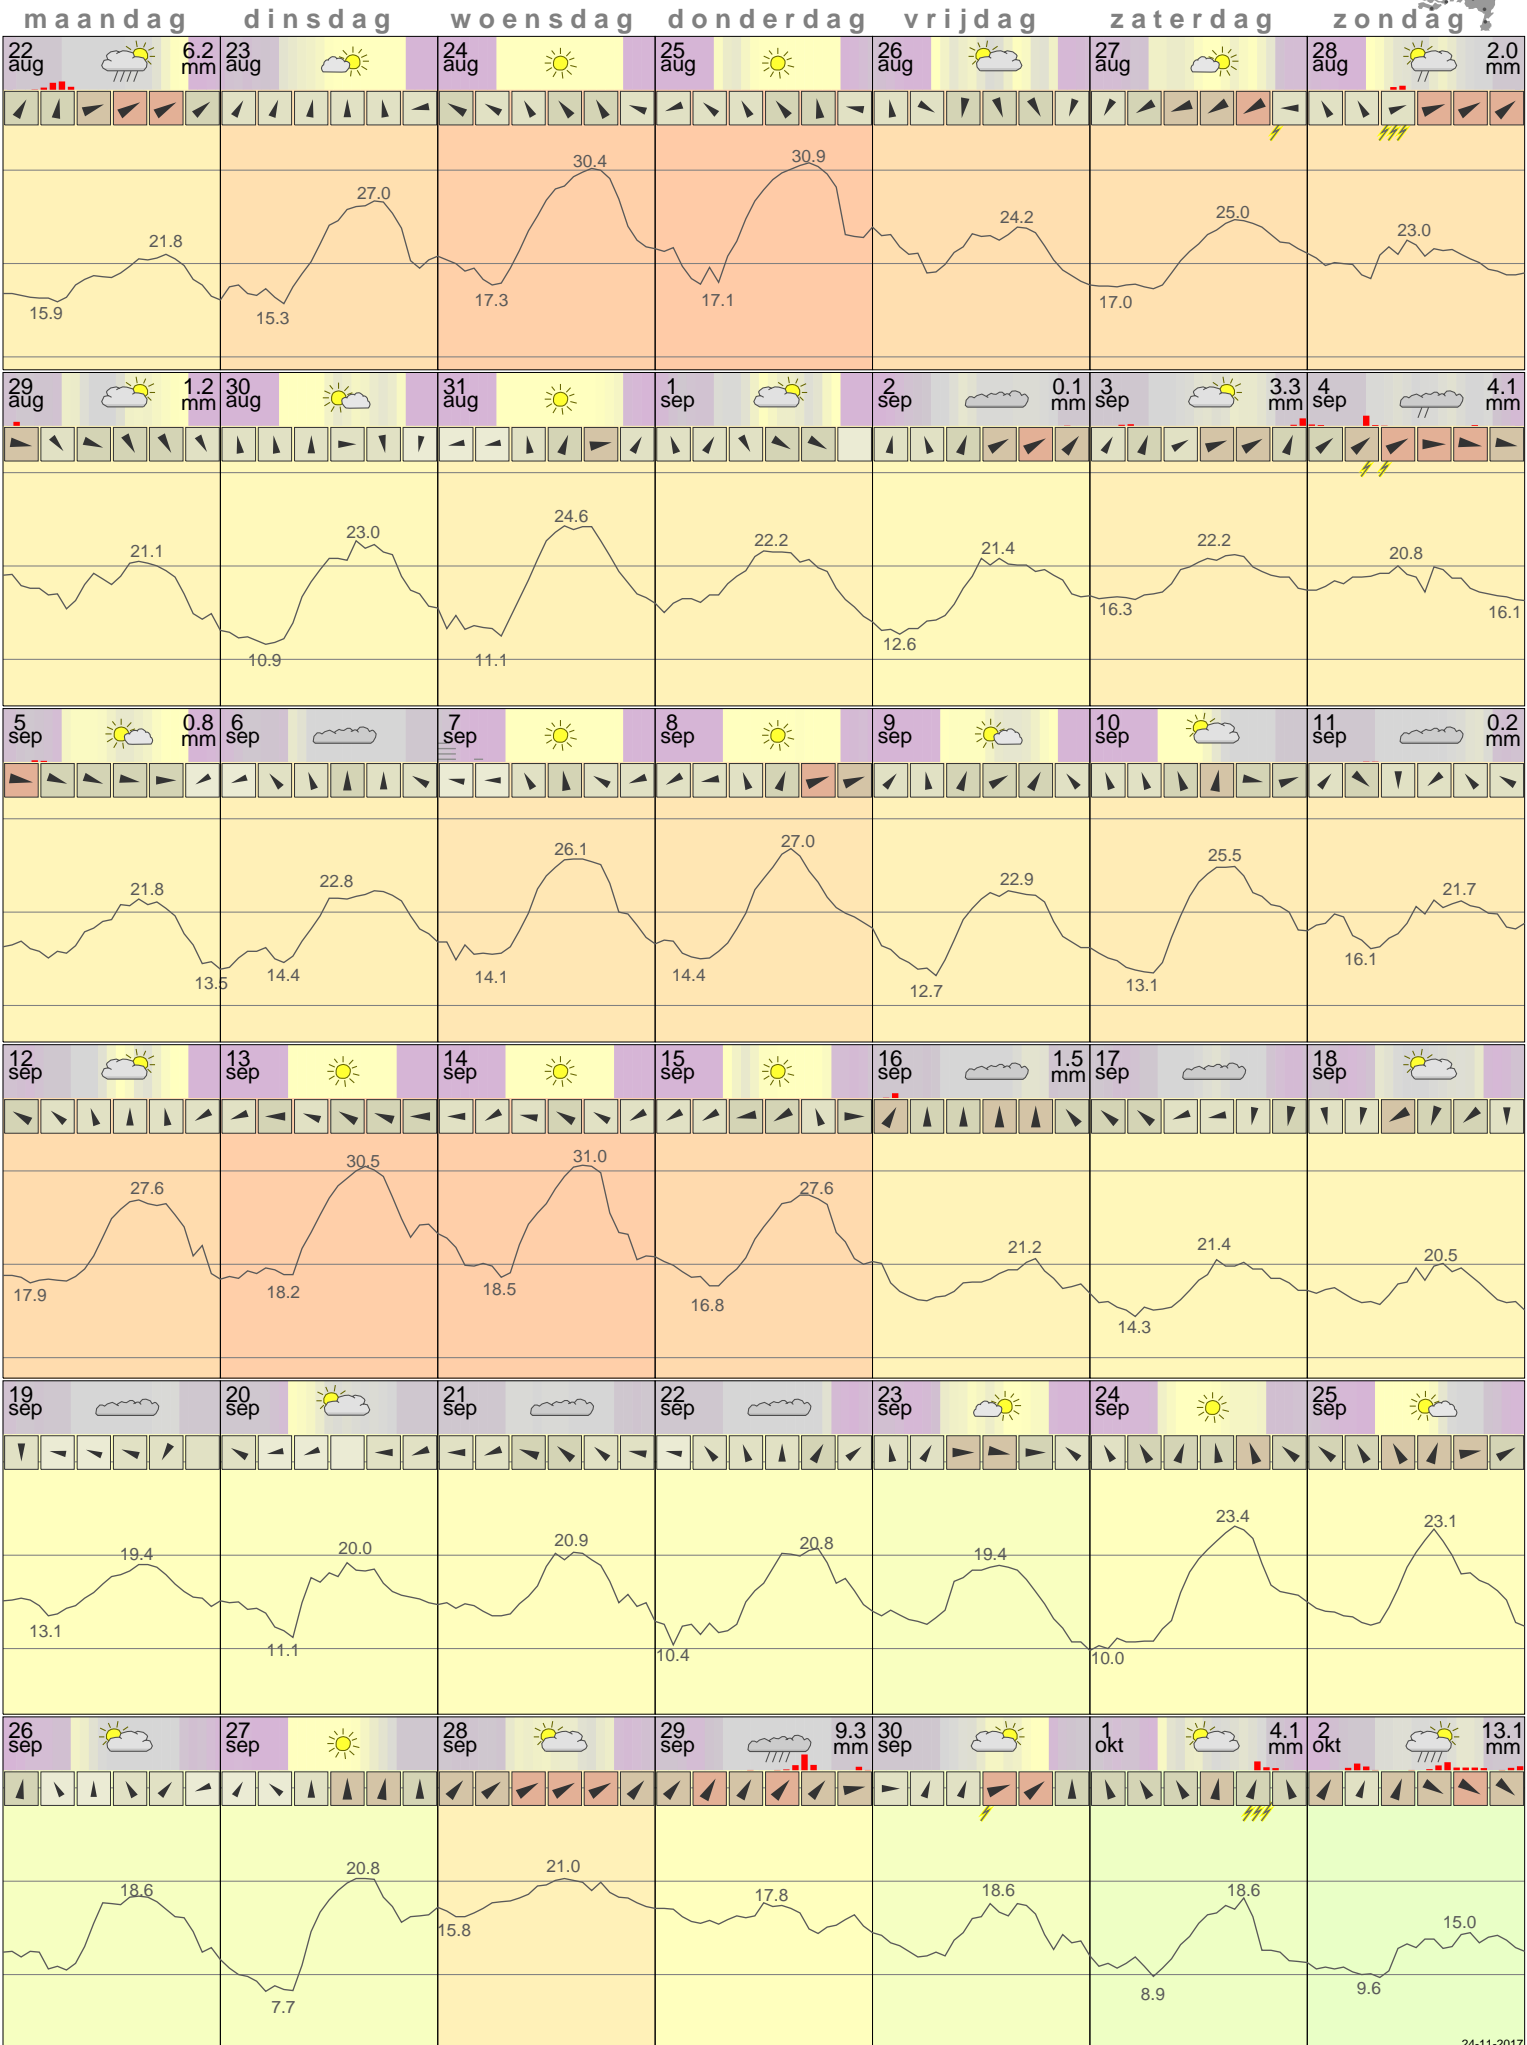 maandag dinsdag woensdag donderdag vrijdag zaterdag zondag
22 aug 6.2 mm 23 aug 24 aug 25 aug 26 aug 27 aug 28 aug 2.0 mm
21.8 15.9 27.0 15.3 30.4 17.3 30.9 17.1 24.2 25.0 17.0 23.0
29 aug 1.2 mm 30 aug 31 aug 1 sep 2 sep 0.1 mm 3 sep 3.3 mm 4 sep 4.1 mm
21.1 23.0 10.9 24.6 11.1 22.2 21.4 12.6 22.2 16.3 20.8 16.1
5 sep 0.8 mm 6 sep 7 sep 8 sep 9 sep 10 sep 11 sep 0.2 mm
21.8 13.5 22.8 14.4 26.1 14.1 27.0 14.4 22.9 12.7 25.5 13.1 21.7 16.1
12 sep 13 sep 14 sep 15 sep 16 sep 1.5 mm 17 sep 18 sep
27.6 17.9 30.5 18.2 31.0 18.5 27.6 16.8 21.2 21.4 14.3 20.5
19 sep 20 sep 21 sep 22 sep 23 sep 24 sep 25 sep
19.4 13.1 20.0 11.1 20.9 20.8 10.4 19.4 23.4 10.0 23.1
26 sep 27 sep 28 sep 29 sep 9.3 mm 30 sep 1 okt 4.1 mm 2 okt 13.1 mm
18.6 20.8 7.7 21.0 15.8 17.8 18.6 18.6 8.9 15.0 9.6
24-11-2017